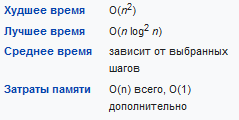 Худшее время O(n²)
Лучшее время O(n log² n)
Среднее время зависит от выбранных
шагов
Затраты памяти O(n) всего, O(1)
дополнительно